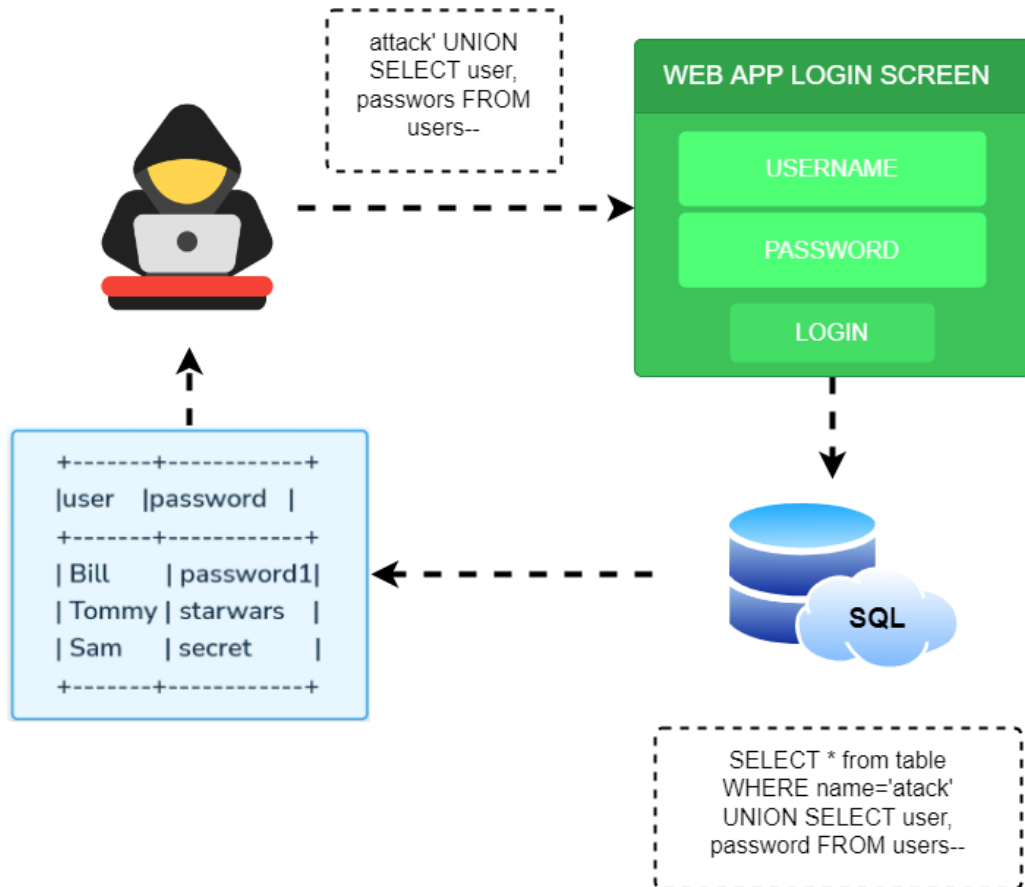 attack' UNION
SELECT user,
passwors FROM
users--
WEB APP LOGIN SCREEN
USERNAME
PASSWORD
LOGIN
+-------+------------+
|user |password |
+-------+------------+
| Bill | password1|
| Tommy | starwars |
| Sam | secret |
+-------+------------+
SQL
SELECT * from table
WHERE name='atack'
UNION SELECT user,
password FROM users--